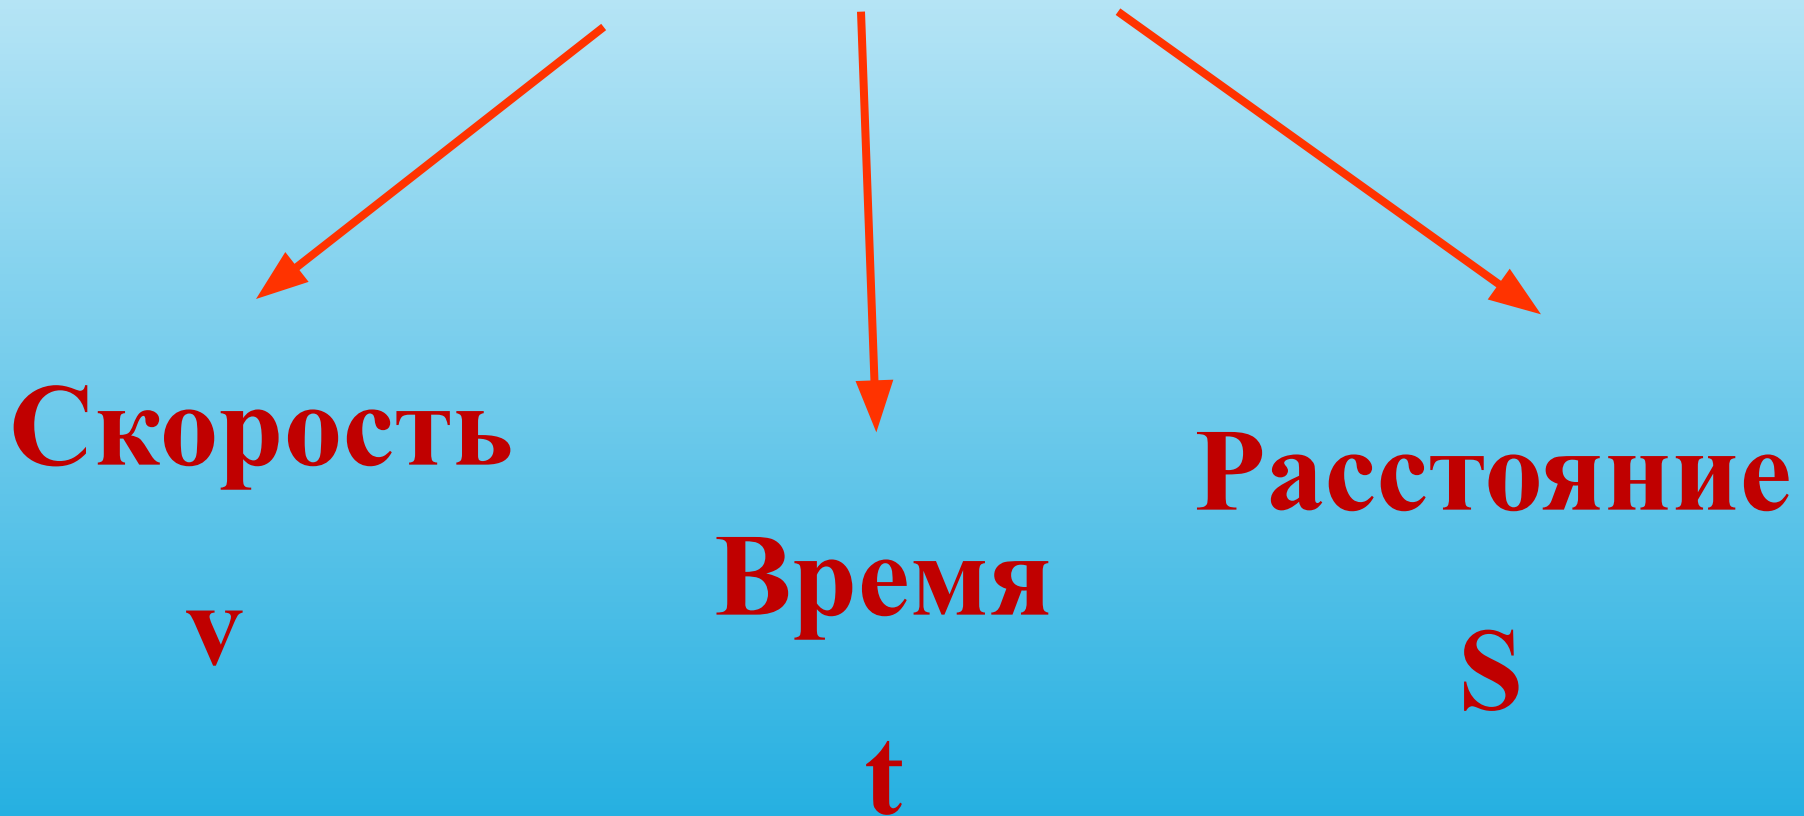 Скорость
v
Время
t
Расстояние
S